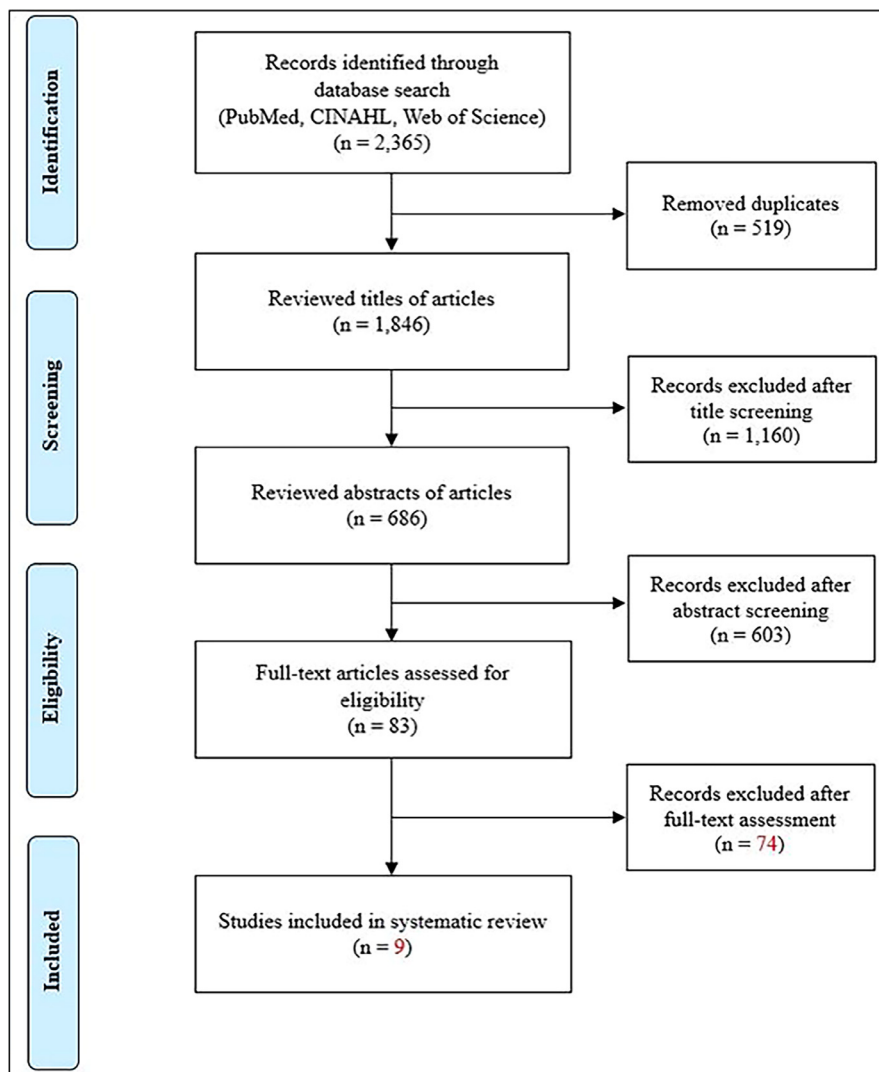 Identification
Records identified through
database search
(PubMed, CINAHL, Web of Science)
(n = 2,365)
Removed duplicates
(n = 519)
Screening
Reviewed titles of articles
(n = 1,846)
Records excluded after
title screening
(n = 1,160)
Reviewed abstracts of articles
(n = 686)
Eligibility
Records excluded after
abstract screening
(n = 603)
Full-text articles assessed for
eligibility
(n = 83)
Records excluded after
full-text assessment
(n = 74)
Included
Studies included in systematic review
(n = 9)